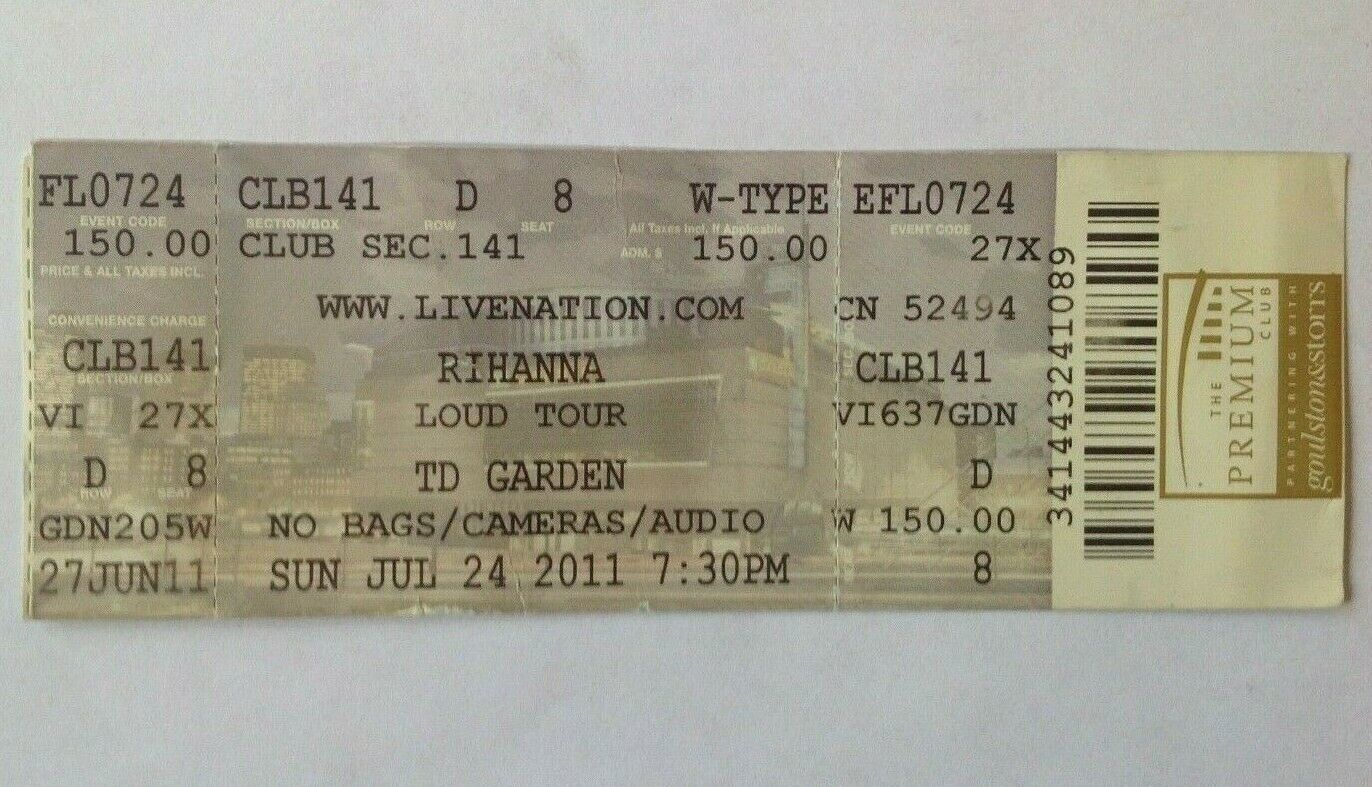 FL0724
EVENT CODE
150.00
PRICE & ALL TAXES INCL.
CONVENIENCE CHARGE
CLB141
SECTION/BOX
VI 27X
D 8
ROW SEAT
GDN205W
27JUN11
CLB141 D 8 W-TYPE
SECTION/BOX ROW SEAT All Taxes Incl. If Applicable
CLUB SEC.141 ADM. $ 150.00
WWW.LIVENATION.COM
RIHANNA
LOUD TOUR
TD GARDEN
NO BAGS/CAMERAS/AUDIO
SUN JUL 24 2011 7:30PM
EFL0724
EVENT CODE
27X
CN 52494
CLB141
VI637GDN
D
W 150.00
8
341443241089
THE
PREMIUM
CLUB
PARTNERING WITH
goulston&storrs